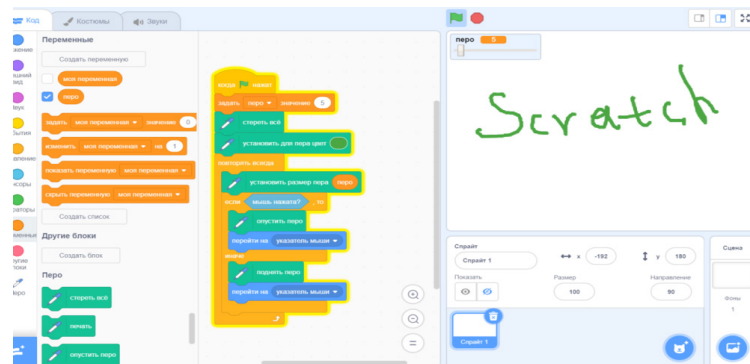 Код
Костюмы
Звуки
Переменные
Создать переменную
моя переменная
перо
задать моя переменная значение 0
изменить моя переменная на 1
показать переменную моя переменная
скрыть переменную моя переменная
Создать список
Другие блоки
Создать блок
Перо
стереть всё
печать
опустить перо
когда нажат
задать перо значение 5
стереть всё
установить для пера цвет
повторять всегда
установить размер пера перо
если мышь нажата? , то
опустить перо
перейти на указатель мыши
иначе
поднять перо
перейти на указатель мыши
перо 5
Scratch
Спрайт
Спрайт 1
x -192
y 180
Показать
Размер
100
Направление
90
Спрайт 1
Сцена
Фоны
1